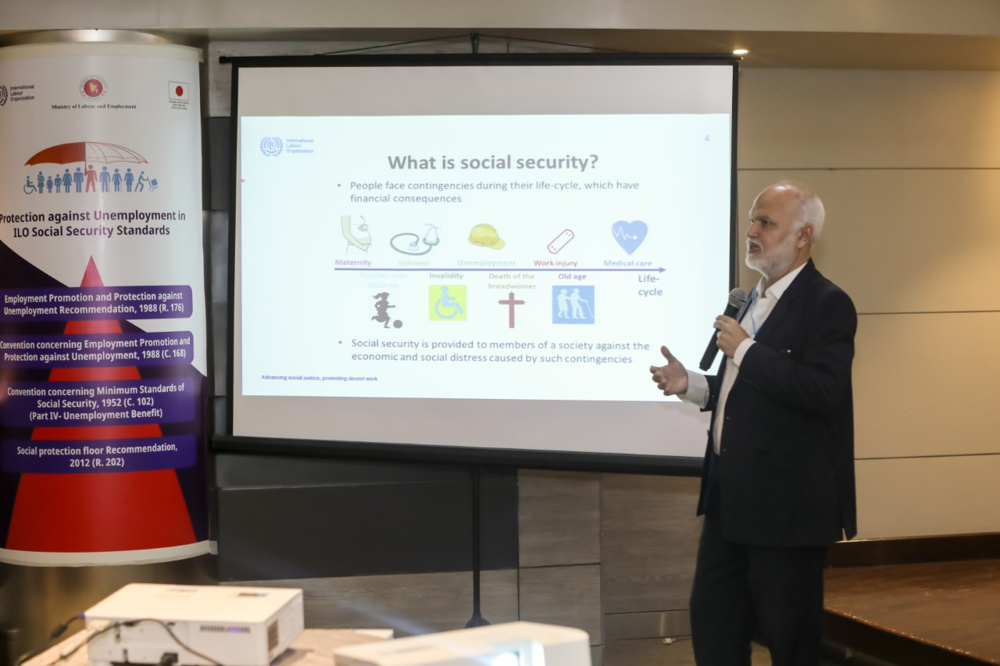 International
Labour
Organization
Ministry of Labour and Employment
Protection against Unemployment in
ILO Social Security Standards
Employment Promotion and Protection against
Unemployment Recommendation, 1988 (R. 176)
Convention concerning Employment Promotion and
Protection against Unemployment, 1988 (C. 168)
Convention concerning Minimum Standards of
Social Security, 1952 (C. 102)
(Part IV- Unemployment Benefit)
Social protection floor Recommendation,
2012 (R. 202)
International
Labour
Organization
4
What is social security?
• People face contingencies during their life-cycle, which have
financial consequences
Maternity Sickness Unemployment Work injury Medical care
Families with Invalidity Death of the Old age Life-
children breadwinner cycle
• Social security is provided to members of a society against the
economic and social distress caused by such contingencies
Advancing social justice, promoting decent work